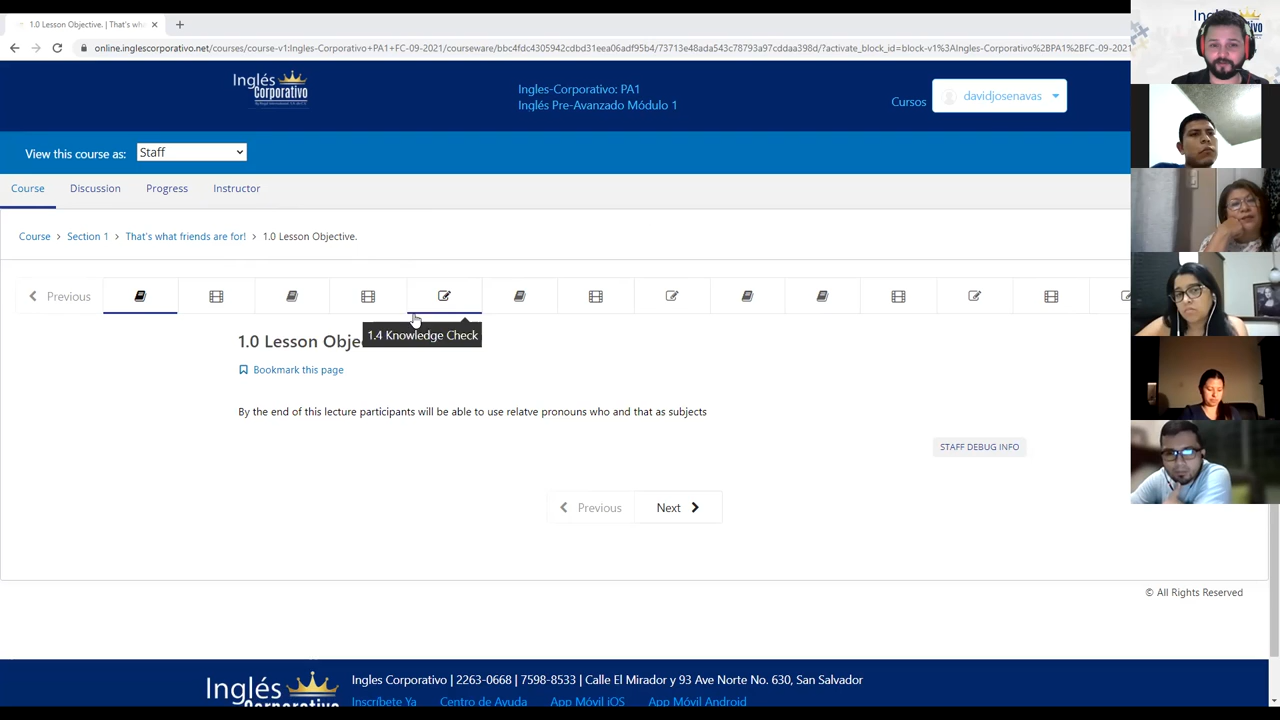 1.0 Lesson Objective. | That's wha
online.inglescorporativo.net/courses/course-v1:Ingles-Corporativo+PA1+FC-09-2021/courseware/bbc4fdc4305942cdbd31eea06adf95b4/73713e48ada543c78793a97cddaa398d/?activate_block_id=block-v1%3AIngles-Corporativo%2BPA1%2BFC-09-2021
Inglés
Corporativo
Ingles-Corporativo: PA1
Inglés Pre-Avanzado Módulo 1
Cursos
davidjosenavas
View this course as:
Staff
Course
Discussion
Progress
Instructor
Course > Section 1 > That's what friends are for! > 1.0 Lesson Objective.
Previous
1.4 Knowledge Check
1.0 Lesson Obje
Bookmark this page
By the end of this lecture participants will be able to use relatve pronouns who and that as subjects
STAFF DEBUG INFO
Previous
Next
© All Rights Reserved
Inglés
Corporativo
Ingles Corporativo | 2263-0668 | 7598-8533 | Calle El Mirador y 93 Ave Norte No. 630, San Salvador
Inscríbete Ya
Centro de Ayuda
App Móvil iOS
App Móvil Android